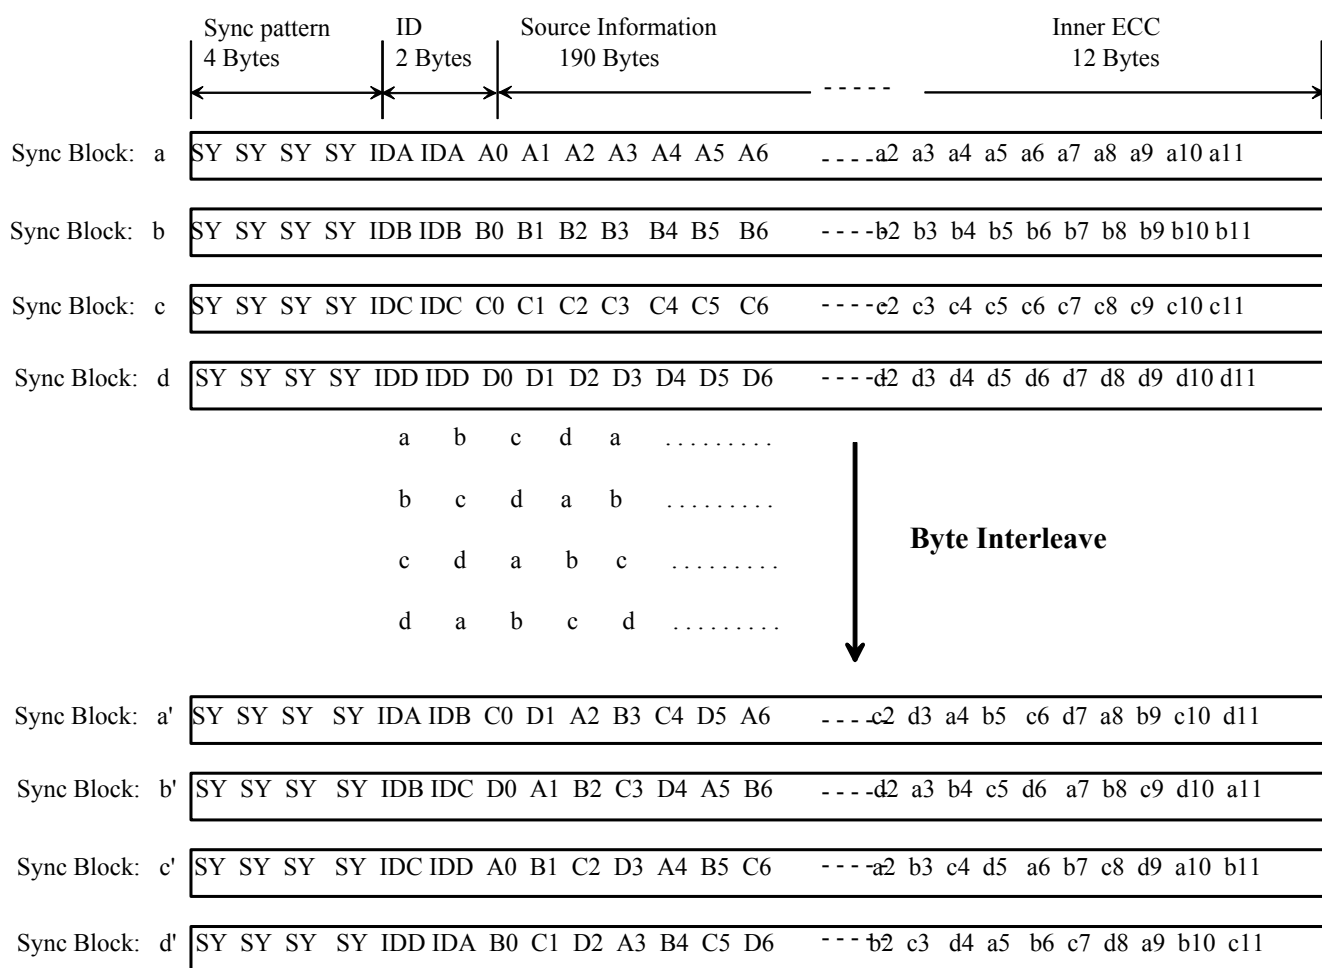 Sync pattern ID Source Information Inner ECC
4 Bytes 2 Bytes 190 Bytes 12 Bytes
Sync Block: a SY SY SY SY IDA IDA A0 A1 A2 A3 A4 A5 A6 - - - - - a2 a3 a4 a5 a6 a7 a8 a9 a10 a11
Sync Block: b SY SY SY SY IDB IDB B0 B1 B2 B3 B4 B5 B6 - - - - - b2 b3 b4 b5 b6 b7 b8 b9 b10 b11
Sync Block: c SY SY SY SY IDC IDC C0 C1 C2 C3 C4 C5 C6 - - - - - c2 c3 c4 c5 c6 c7 c8 c9 c10 c11
Sync Block: d SY SY SY SY IDD IDD D0 D1 D2 D3 D4 D5 D6 - - - - - d2 d3 d4 d5 d6 d7 d8 d9 d10 d11
a b c d a . . . . . . . . .
b c d a b . . . . . . . . .
Byte Interleave
c d a b c . . . . . . . . .
d a b c d . . . . . . . . .
Sync Block: a' SY SY SY SY IDA IDB C0 D1 A2 B3 C4 D5 A6 - - - - - c2 d3 a4 b5 c6 d7 a8 b9 c10 d11
Sync Block: b' SY SY SY SY IDB IDC D0 A1 B2 C3 D4 A5 B6 - - - - - d2 a3 b4 c5 d6 a7 b8 c9 d10 a11
Sync Block: c' SY SY SY SY IDC IDD A0 B1 C2 D3 A4 B5 C6 - - - - - a2 b3 c4 d5 a6 b7 c8 d9 a10 b11
Sync Block: d' SY SY SY SY IDD IDA B0 C1 D2 A3 B4 C5 D6 - - - - - b2 c3 d4 a5 b6 c7 d8 a9 b10 c11